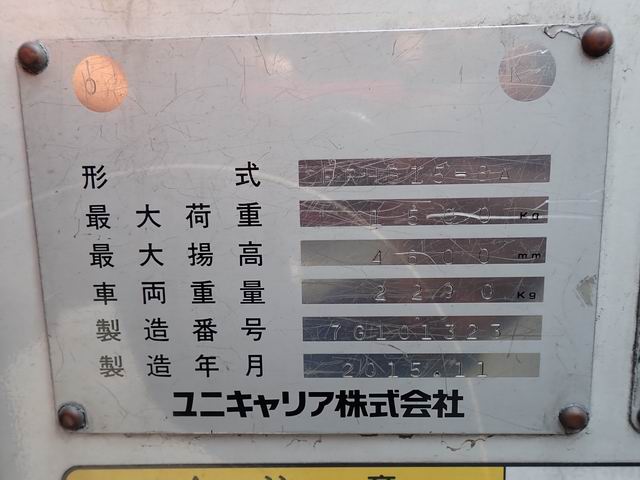 形式
最大荷重 1500 Kg
最大揚高 4500 mm
車両重量 2290 Kg
製造番号 7G101323
製造年月 2015.11
ユニキャリア株式会社